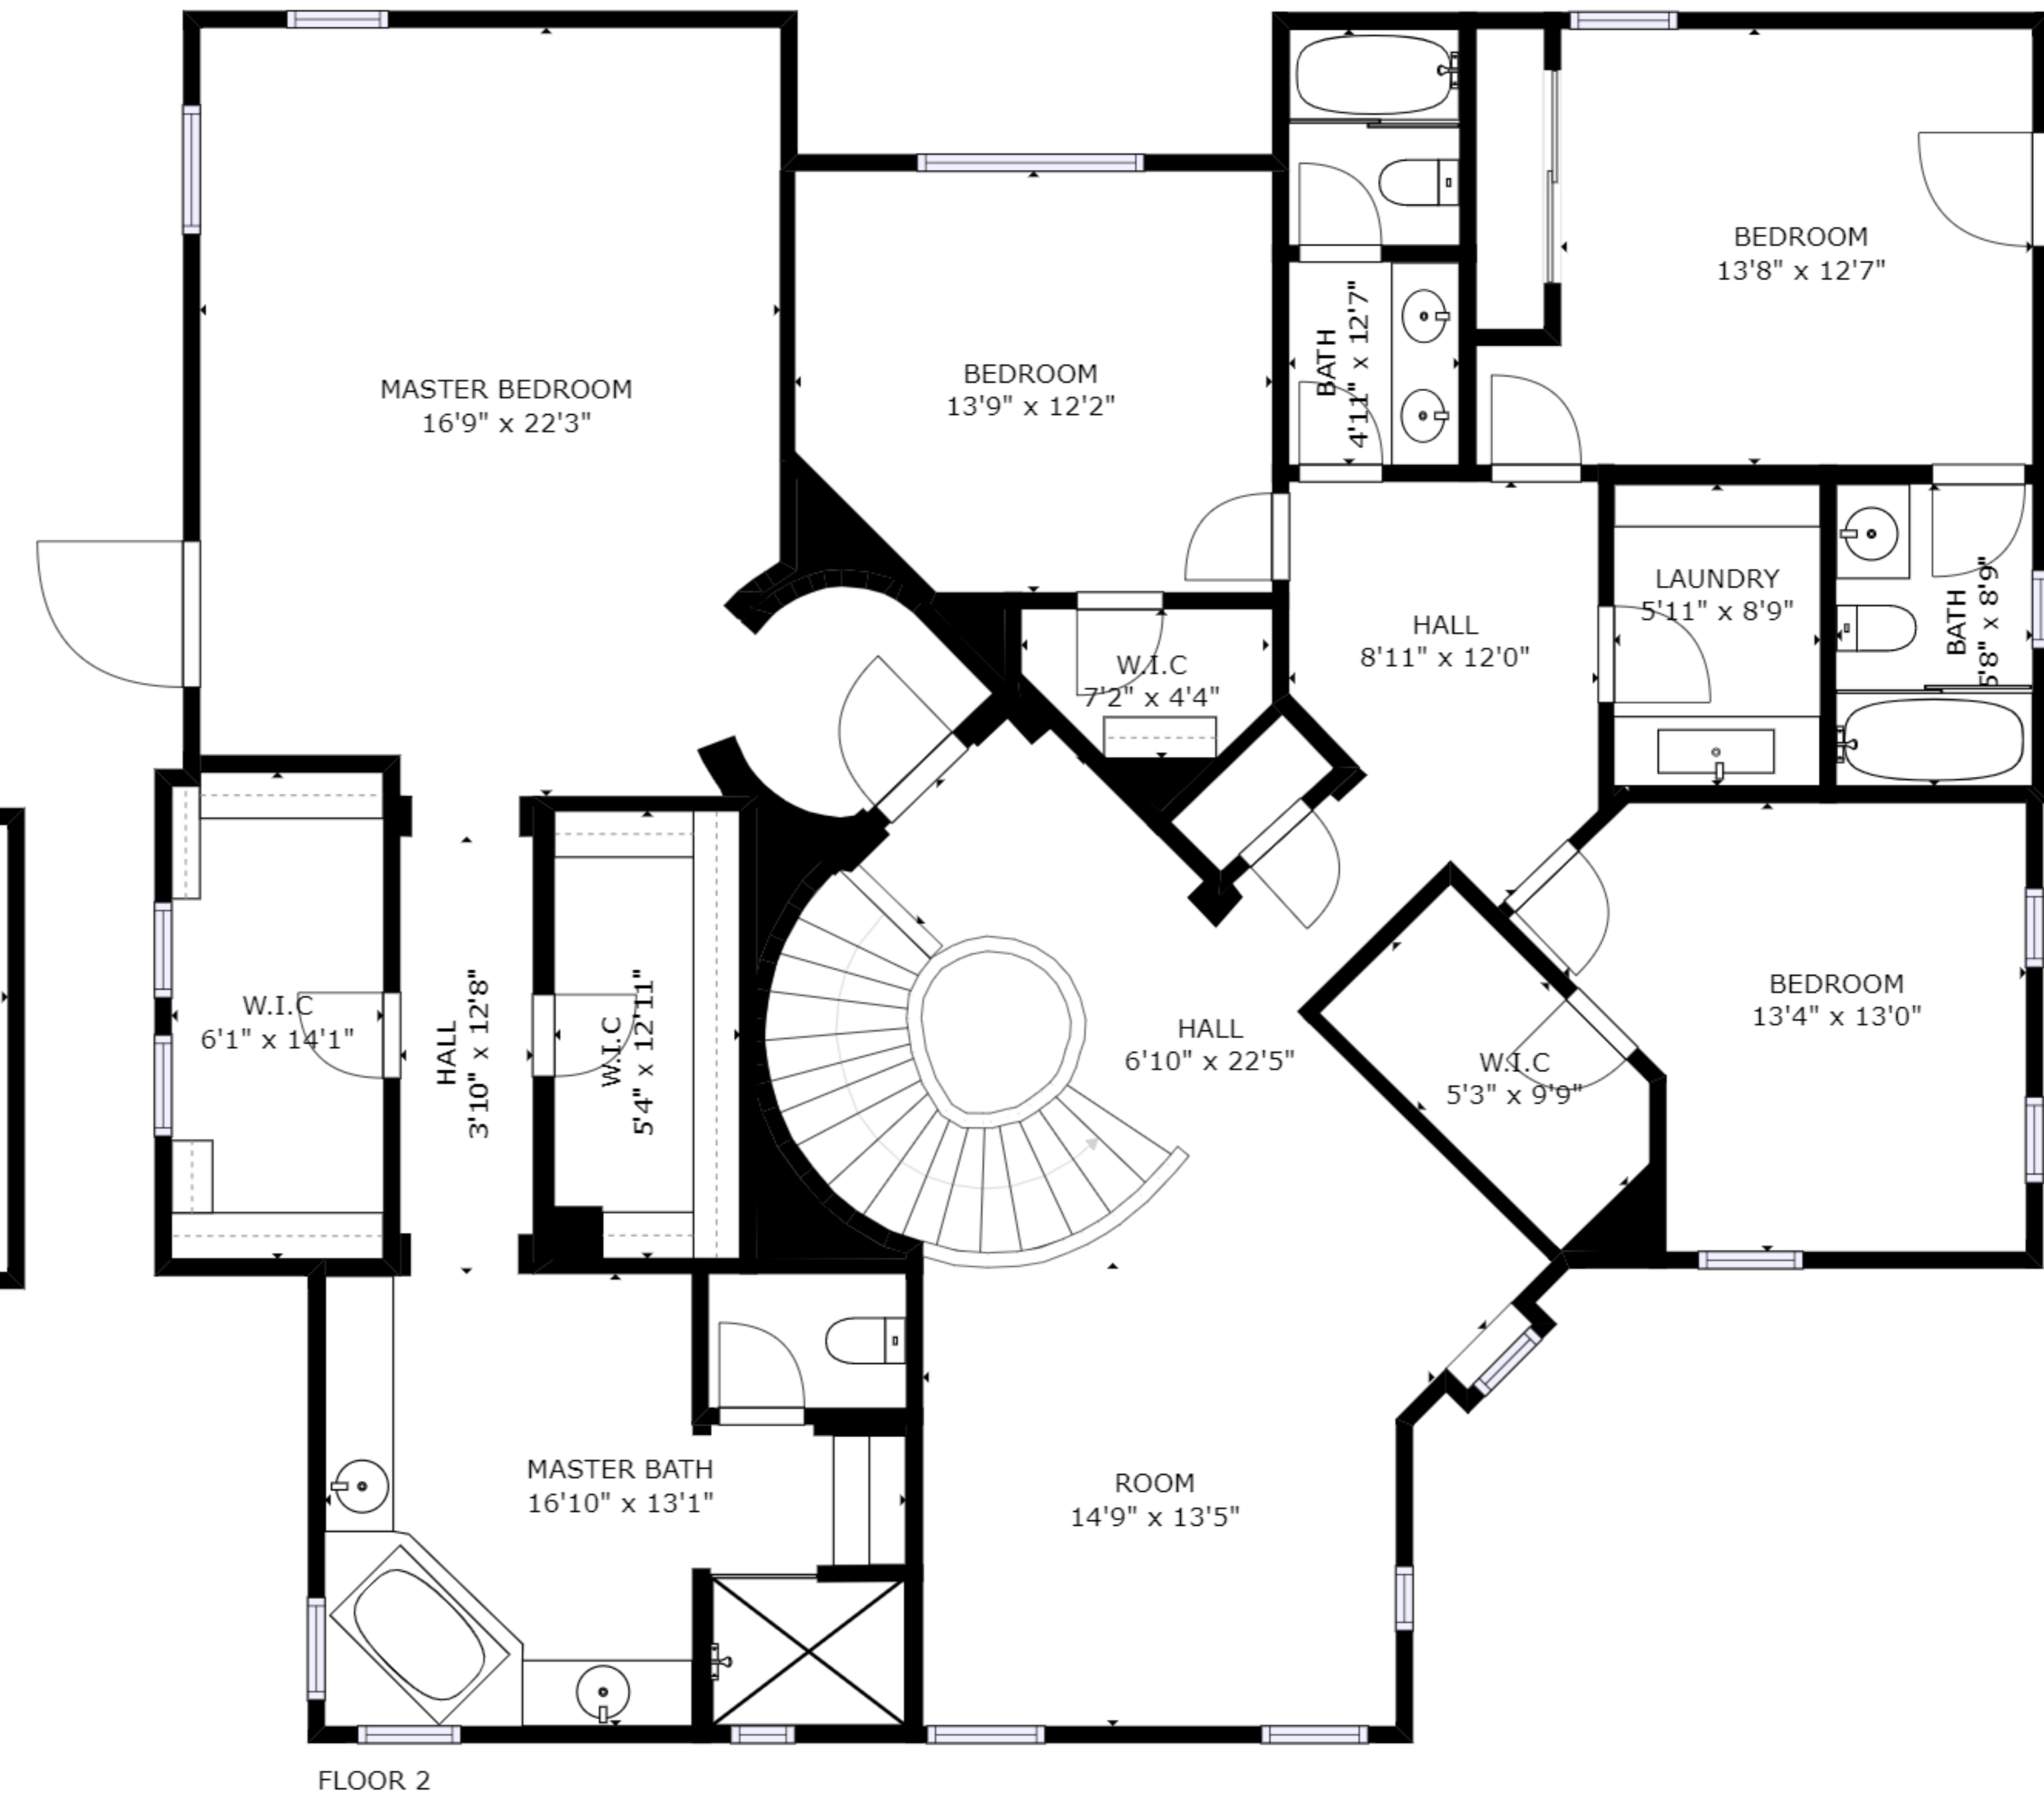 BEDROOM
13'8" x 12'7"
MASTER BEDROOM
16'9" x 22'3"
BEDROOM
13'9" x 12'2"
BATH
4'11" x 12'7"
LAUNDRY
5'11" x 8'9"
BATH
5'8" x 8'9"
HALL
8'11" x 12'0"
W.I.C
7'2" x 4'4"
W.I.C
6'1" x 14'1"
HALL
3'10" x 12'8"
W.I.C
5'4" x 12'11"
HALL
6'10" x 22'5"
W.I.C
5'3" x 9'9"
BEDROOM
13'4" x 13'0"
MASTER BATH
16'10" x 13'1"
ROOM
14'9" x 13'5"
FLOOR 2